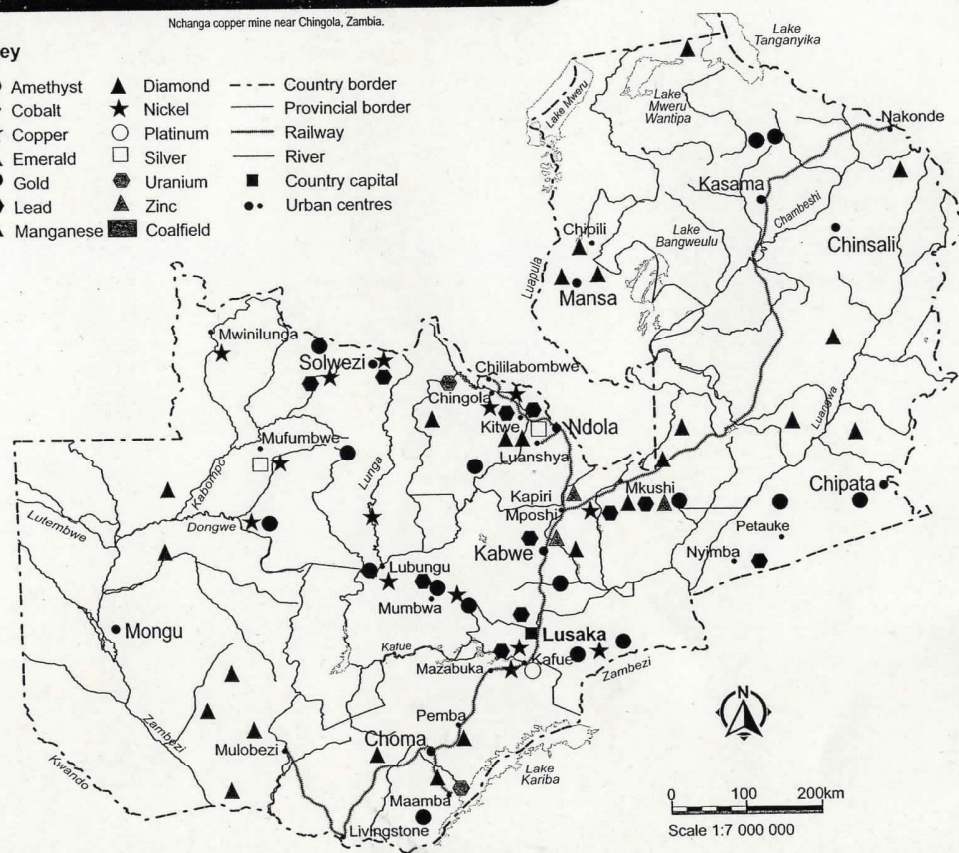 Nchanga copper mine near Chingola, Zambia.
ey
Amethyst
Cobalt
Copper
Emerald
Gold
Lead
Manganese
Diamond
Nickel
Platinum
Silver
Uranium
Zinc
Coalfield
Country border
Provincial border
Railway
River
Country capital
Urban centres
Lake
Tanganyika
Lake Mweru
Lake
Mweru
Wantipa
Nakonde
Kasama
Chambeshi
Chinsali
Chipili
Lake
Bangweulu
Mansa
Luapula
Mwinilunga
Solwezi
Chililabombwe
Chingola
Kitwe
Ndola
Luanshya
Mufumbwe
Kabompo
Lunga
Luangwa
Lutembwe
Dongwe
Kapiri
Mposhi
Mkushi
Chipata
Petauke
Nyimba
Kabwe
Lubungu
Mumbwa
Mongu
Lusaka
Kafue
Kafue
Zambezi
Mazabuka
Pemba
Zambezi
Mulobezi
Choma
Kwando
Lake
Kariba
Maamba
Livingstone
N
0 100 200km
Scale 1:7 000 000